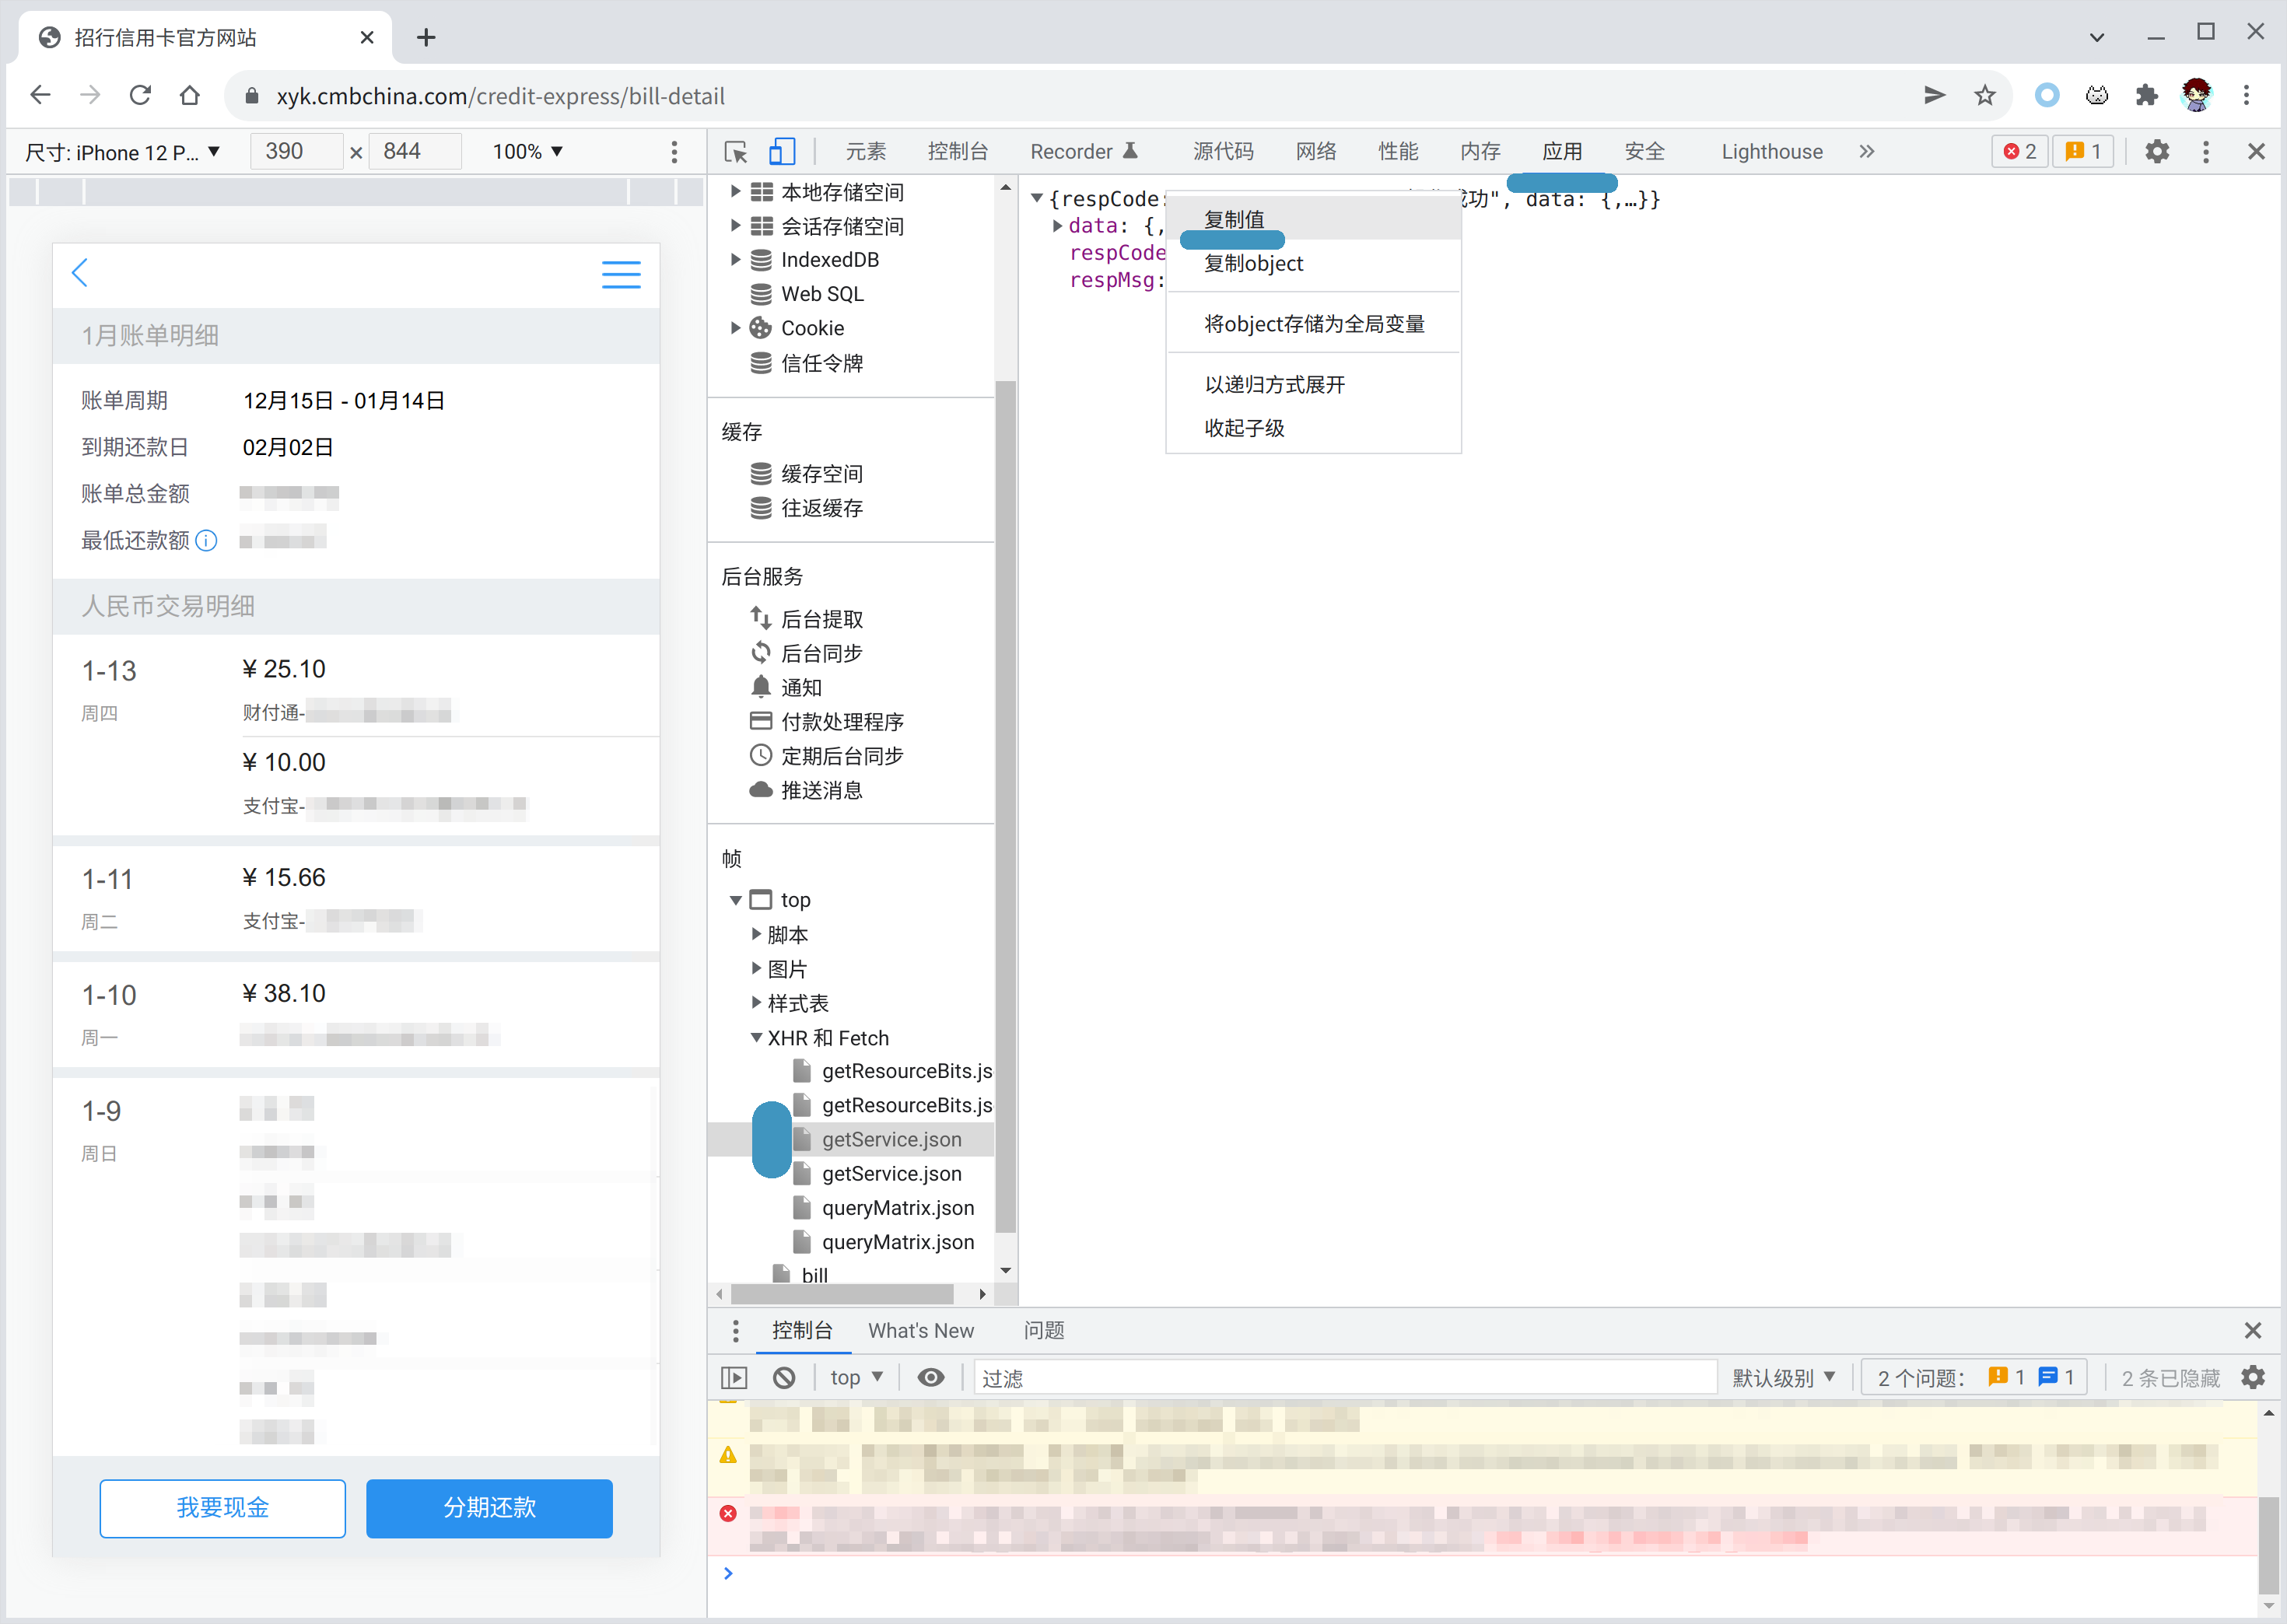 招行信用卡官方网站
xyk.cmbchina.com/credit-express/bill-detail
尺寸: iPhone 12 P... 390 × 844 100%
元素 控制台 Recorder 源代码 网络 性能 内存 应用 安全 Lighthouse 2 1
1月账单明细
账单周期 12月15日 - 01月14日
到期还款日 02月02日
账单总金额
最低还款额
人民币交易明细
1-13 ¥ 25.10
周四 财付通-
¥ 10.00
支付宝-
1-11 ¥ 15.66
周二 支付宝-
1-10 ¥ 38.10
周一
1-9
周日
我要现金 分期还款
本地存储空间
会话存储空间
IndexedDB
Web SQL
Cookie
信任令牌
缓存
缓存空间
往返缓存
后台服务
后台提取
后台同步
通知
付款处理程序
定期后台同步
推送消息
帧
top
脚本
图片
样式表
XHR 和 Fetch
getResourceBits.js
getResourceBits.js
getService.json
getService.json
queryMatrix.json
queryMatrix.json
bill
{respCode: 成功", data: {,…}}
data: {,
respCode
respMsg:
复制值
复制object
将object存储为全局变量
以递归方式展开
收起子级
控制台 What's New 问题
top 过滤 默认级别 2 个问题: 1 1 2 条已隐藏